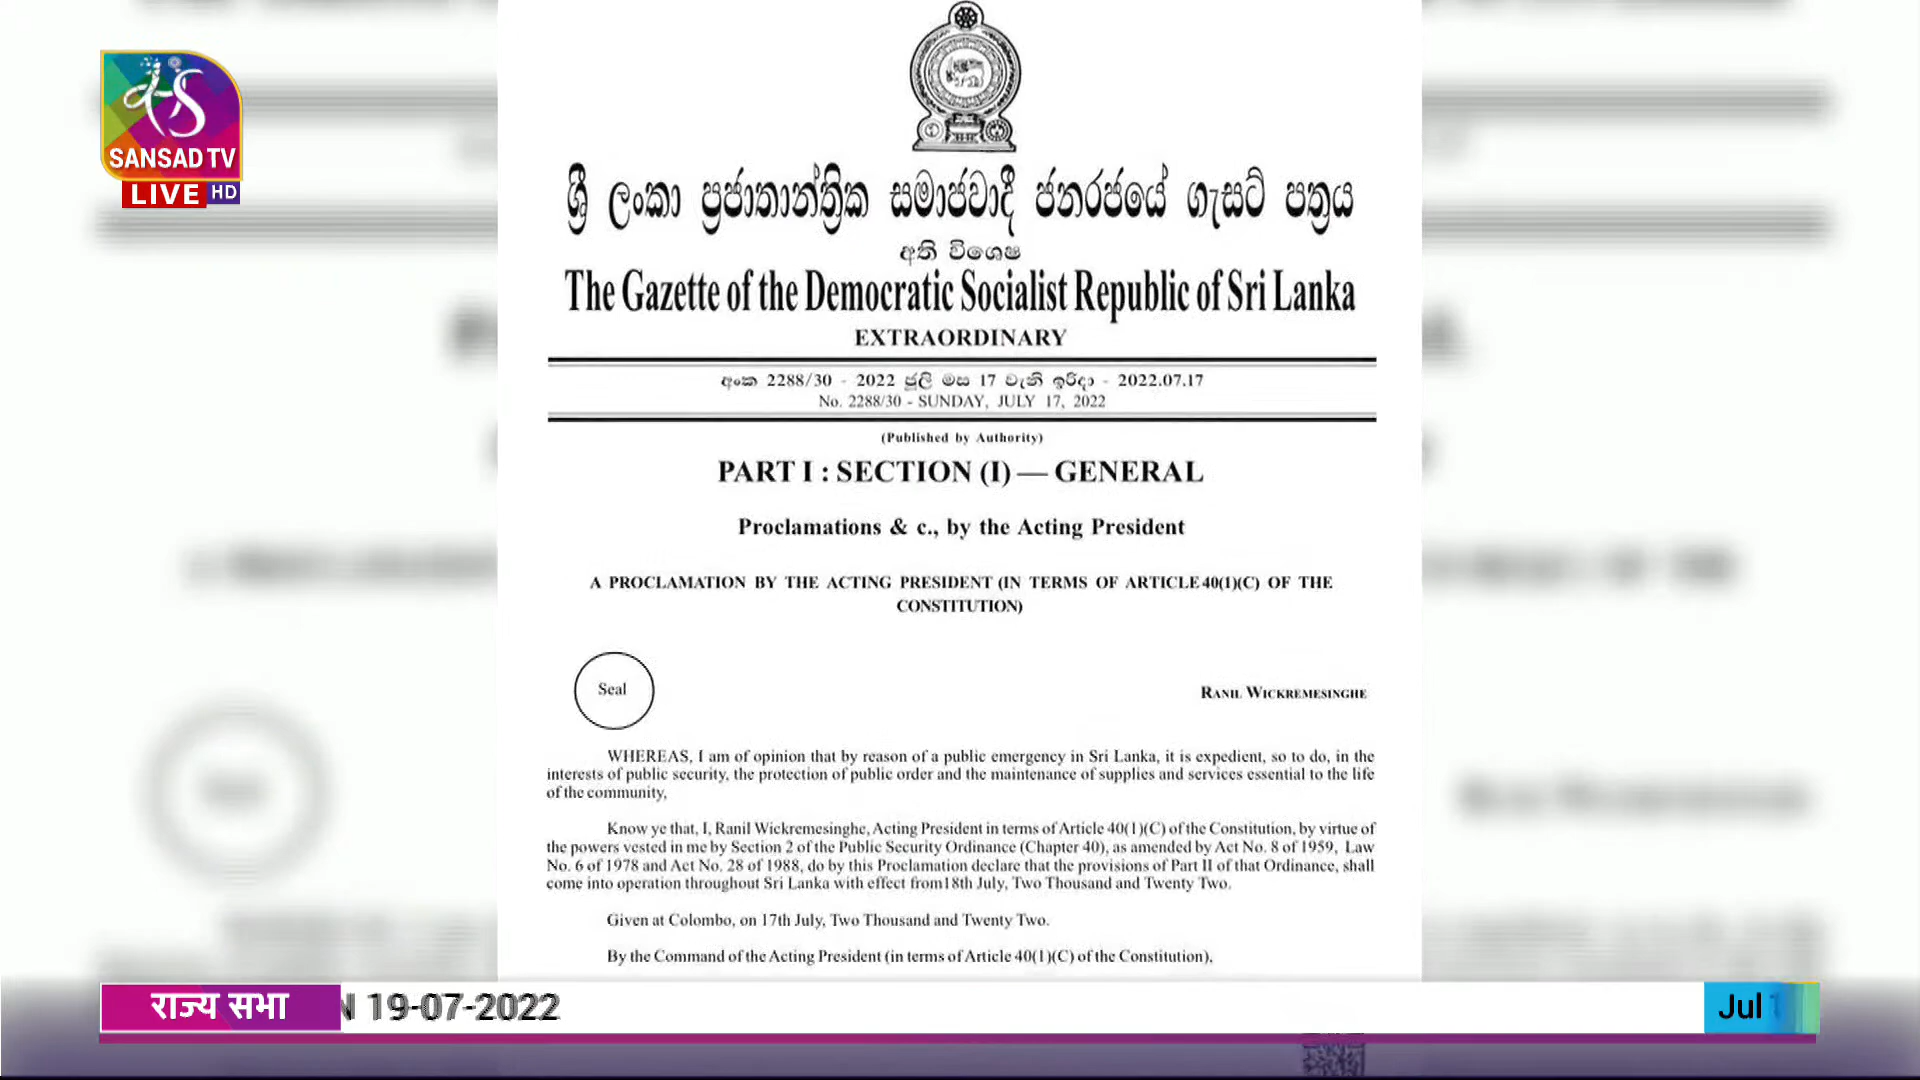 SANSAD TV
LIVE HD
ශ්‍රී ලංකා ප්‍රජාතාන්ත්‍රික සමාජවාදී ජනරජයේ ගැසට් පත්‍රය
අති විශෙෂ
The Gazette of the Democratic Socialist Republic of Sri Lanka
EXTRAORDINARY
අංක 2288/30 - 2022 ජූලි මස 17 වැනි ඉරිදා - 2022.07.17
No. 2288/30 - SUNDAY, JULY 17, 2022
(Published by Authority)
PART I : SECTION (I) — GENERAL
Proclamations & c., by the Acting President
A PROCLAMATION BY THE ACTING PRESIDENT (IN TERMS OF ARTICLE 40(1)(C) OF THE
CONSTITUTION)
Seal
RANIL WICKREMESINGHE
WHEREAS, I am of opinion that by reason of a public emergency in Sri Lanka, it is expedient, so to do, in the
interests of public security, the protection of public order and the maintenance of supplies and services essential to the life
of the community,
Know ye that, I, Ranil Wickremesinghe, Acting President in terms of Article 40(1)(C) of the Constitution, by virtue of
the powers vested in me by Section 2 of the Public Security Ordinance (Chapter 40), as amended by Act No. 8 of 1959, Law
No. 6 of 1978 and Act No. 28 of 1988, do by this Proclamation declare that the provisions of Part II of that Ordinance, shall
come into operation throughout Sri Lanka with effect from18th July, Two Thousand and Twenty Two.
Given at Colombo, on 17th July, Two Thousand and Twenty Two.
By the Command of the Acting President (in terms of Article 40(1)(C) of the Constitution),
राज्य सभा N 19-07-2022 Jul